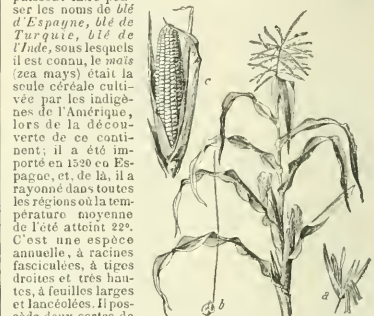 ser les noms de blé
d'Espagne, blé de
Turquie, blé de
l'Inde, sous lesquels
il est connu, le maïs
(zea mays) était la
seule céréale culti-
vée par les indigè-
nes de l'Amérique,
lors de la décou-
verte de ce conti-
nent; il a été im-
porté en 1520 en Es-
pagne, et, de là, il a
rayonné dans toutes
les régions où la tem-
pérature moyenne
de l'été atteint 22°.
C'est une espèce
annuelle, à racines
fasciculées, à tiges
droites et très hau-
tes, à feuilles larges
et lancéolées. Il pos-
c
b
a